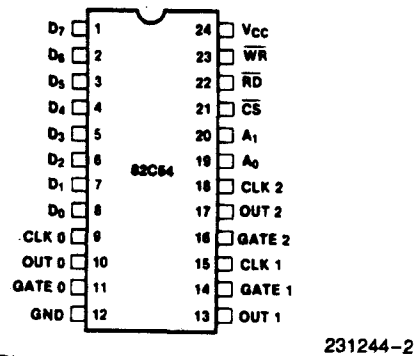 D7 1 24 VCC
D6 2 23 WR
D5 3 22 RD
D4 4 21 CS
D3 5 20 A1
D2 6 82C54 19 A0
D1 7 18 CLK 2
D0 8 17 OUT 2
CLK 0 9 16 GATE 2
OUT 0 10 15 CLK 1
GATE 0 11 14 GATE 1
GND 12 13 OUT 1
231244-2